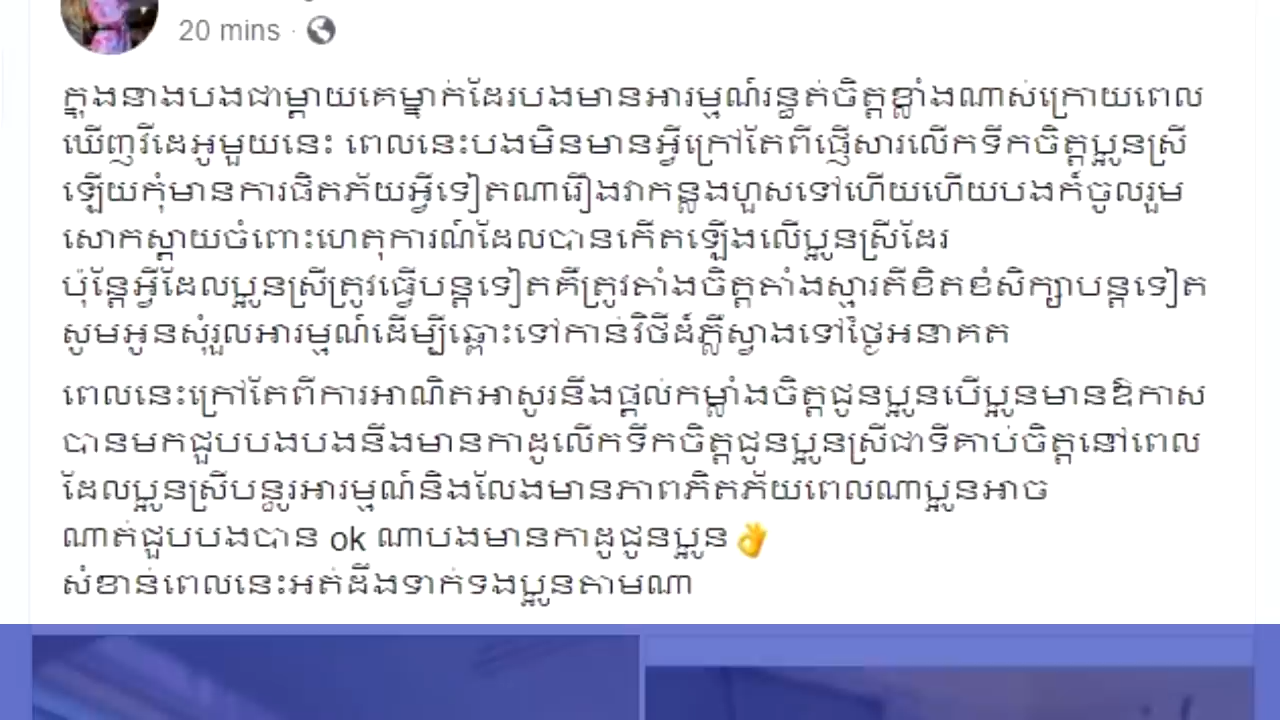 20 mins ·
ក្នុងនាងបងជាម្តាយគេម្នាក់ដែរបងមានអារម្មណ៍រន្ធត់ចិត្តខ្លាំងណាស់ក្រោយពេល
ឃើញវីដេអូមួយនេះ ពេលនេះបងមិនមានអ្វីក្រៅតែពីផ្ញើសារលើកទឹកចិត្តប្អូនស្រី
ឡើយកុំមានការផិតភ័យអ្វីទៀតណារឿងវាកន្លងហួសទៅហើយហើយបងក៏ចូលរួម
សោកស្តាយចំពោះហេតុការណ៍ដែលបានកើតឡើងលើប្អូនស្រីដែរ
ប៉ុន្តែអ្វីដែលប្អូនស្រីត្រូវធ្វើបន្តទៀតគឺត្រូវតាំងចិត្តតាំងស្មារតីខិតខំសិក្សាបន្តទៀត
សូមអូនសុំរួលអារម្មណ៍ដើម្បីឆ្ពោះទៅកាន់វិថីដ៍ភ្លឺស្វាងទៅថ្ងៃអនាគត
ពេលនេះក្រៅតែពីការអាណិតអាសូរនឹងផ្តល់កម្លាំងចិត្តជូនប្អូនបើប្អូនមានឱកាស
បានមកជួបបងបងនឹងមានកាដូលើកទឹកចិត្តជូនប្អូនស្រីជាទីគាប់ចិត្តនៅពេល
ដែលប្អូនស្រីបន្ធូរអារម្មណ៍និងលែងមានភាពភិតភ័យពេលណាប្អូនអាច
ណាត់ជួបបងបាន ok ណាបងមានកាដូជូនប្អូន👌
សំខាន់ពេលនេះអត់ដឹងទាក់ទងប្អូនតាមណា